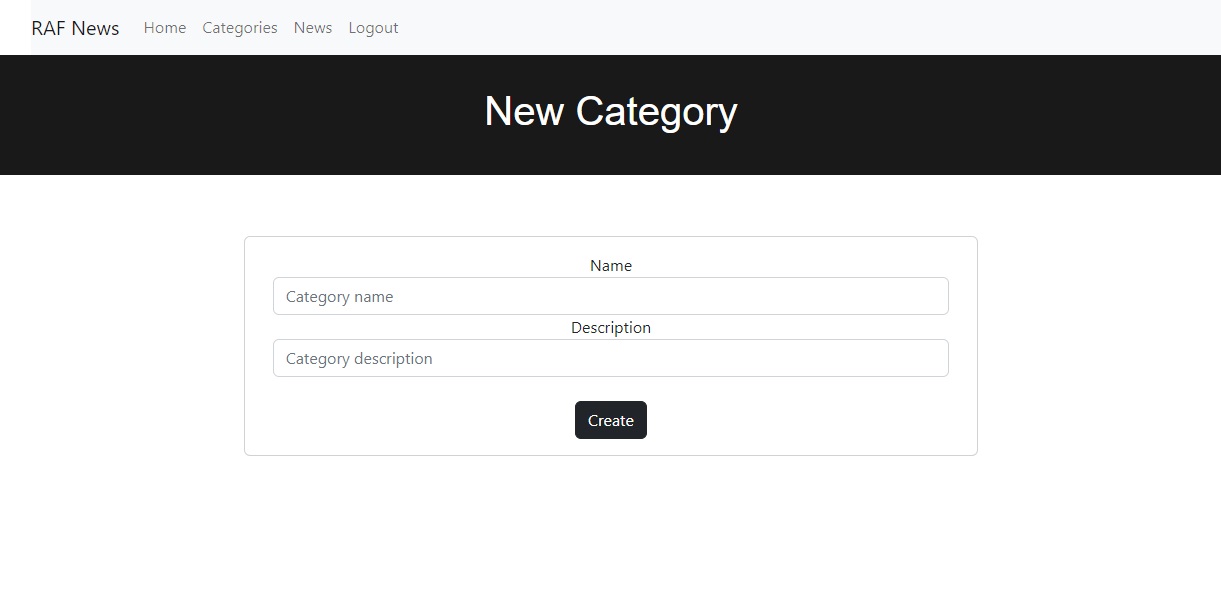 RAF News Home Categories News Logout
New Category
Name
Category name
Description
Category description
Create